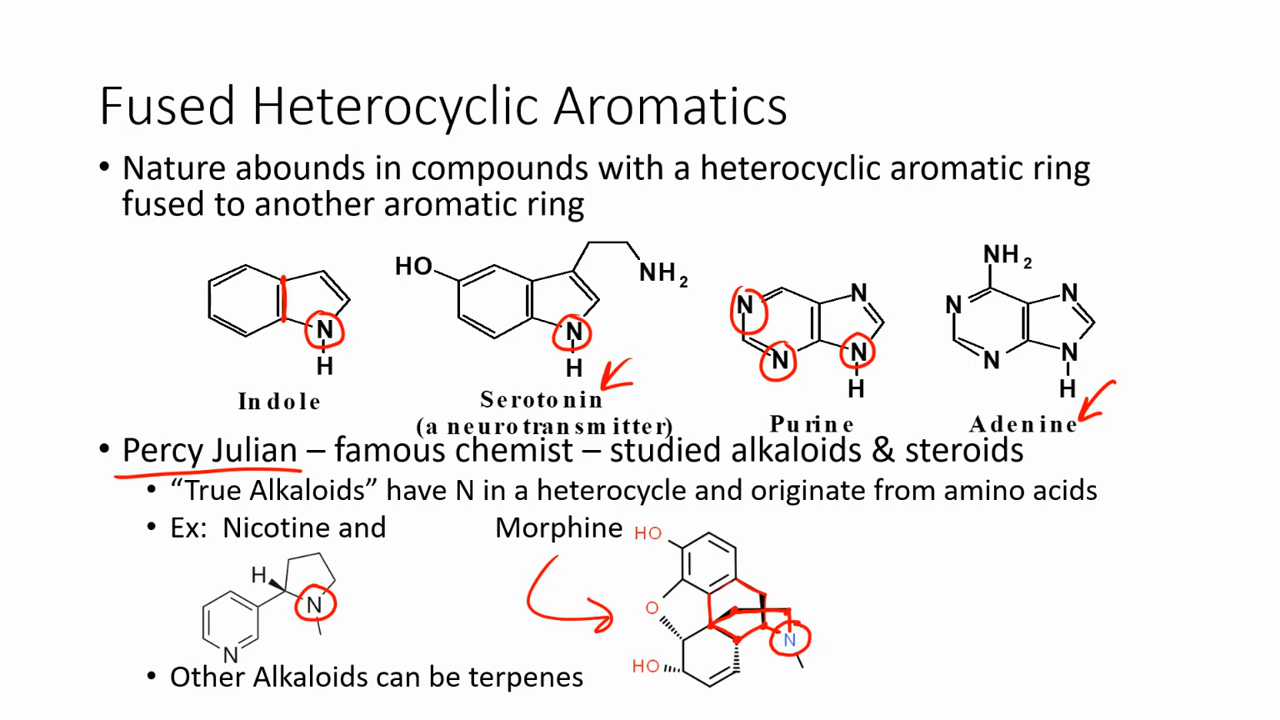 Fused Heterocyclic Aromatics
• Nature abounds in compounds with a heterocyclic aromatic ring
fused to another aromatic ring
N
H
Indole
HO
NH2
N
H
Serotonin
(a neurotransmitter)
N
N
N
N
H
Purine
NH2
N
N
N
N
H
Adenine
• Percy Julian – famous chemist – studied alkaloids & steroids
• “True Alkaloids” have N in a heterocycle and originate from amino acids
• Ex: Nicotine and Morphine
H
N
N
HO
O
HO
N
• Other Alkaloids can be terpenes